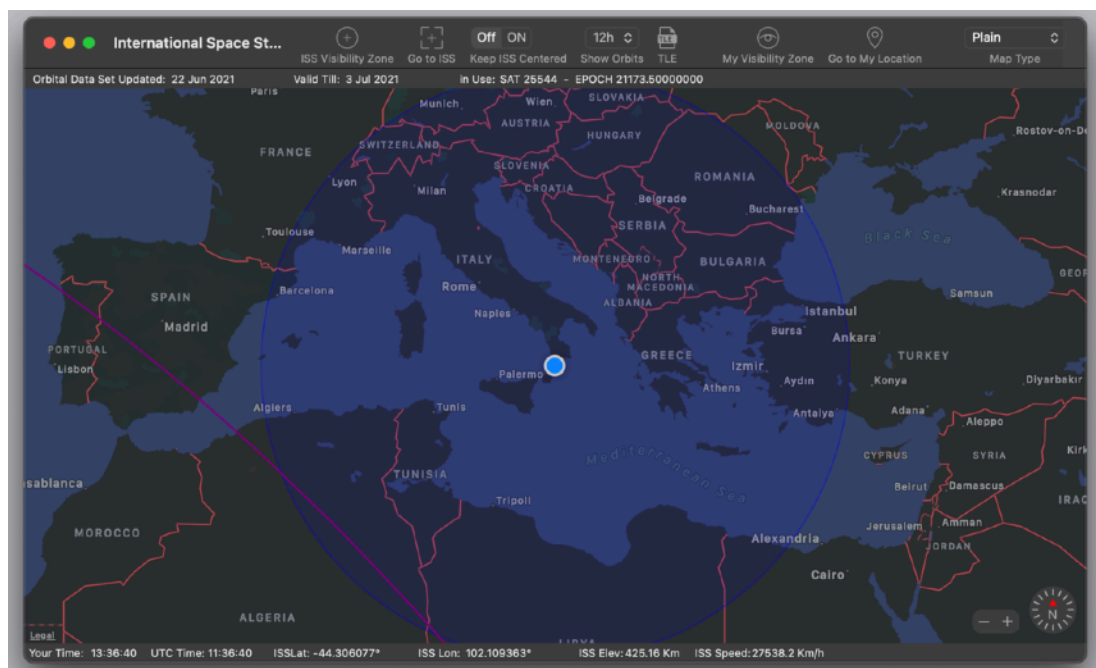 International Space St...
Off ON
12h
TLE
Plain
ISS Visibility Zone
Go to ISS
Keep ISS Centered
Show Orbits
TLE
My Visibility Zone
Go to My Location
Map Type
Orbital Data Set Updated: 22 Jun 2021
Valid Till: 3 Jul 2021
In Use: SAT 25544 - EPOCH 21173.50000000
Paris
Munich
Wien
SLOVAKIA
AUSTRIA
MOLDOVA
Rostov-on-Do
HUNGARY
FRANCE
SWITZERLAND
SLOVENIA
ROMANIA
Lyon
Milan
CROATIA
Krasnodar
Belgrade
Bucharest
SERBIA
Toulouse
Black Sea
Marseille
ITALY
MONTENEGRO
BULGARIA
GEOR
NORTH
MACEDONIA
Rome
Barcelona
SPAIN
ALBANIA
Samsun
Naples
Istanbul
Madrid
Bursa
Ankara
PORTUGAL
GREECE
TURKEY
Lisbon
Palermo
Izmir
Athens
Aydın
Konya
Diyarbakır
Algiers
Tunis
Antalya
Adana
Aleppo
Mediterranean Sea
CYPRUS
SYRIA
Kirk
TUNISIA
sablanca
Beirut
Damascus
IRAQ
Tripoli
MOROCCO
Jerusalem
Amman
Alexandria
JORDAN
Cairo
ALGERIA
N
LIBYA
Legal
Your Time: 13:36:40
UTC Time: 11:36:40
ISSLat: -44.306077°
ISS Lon: 102.109363°
ISS Elev: 425.16 Km
ISS Speed: 27538.2 Km/h